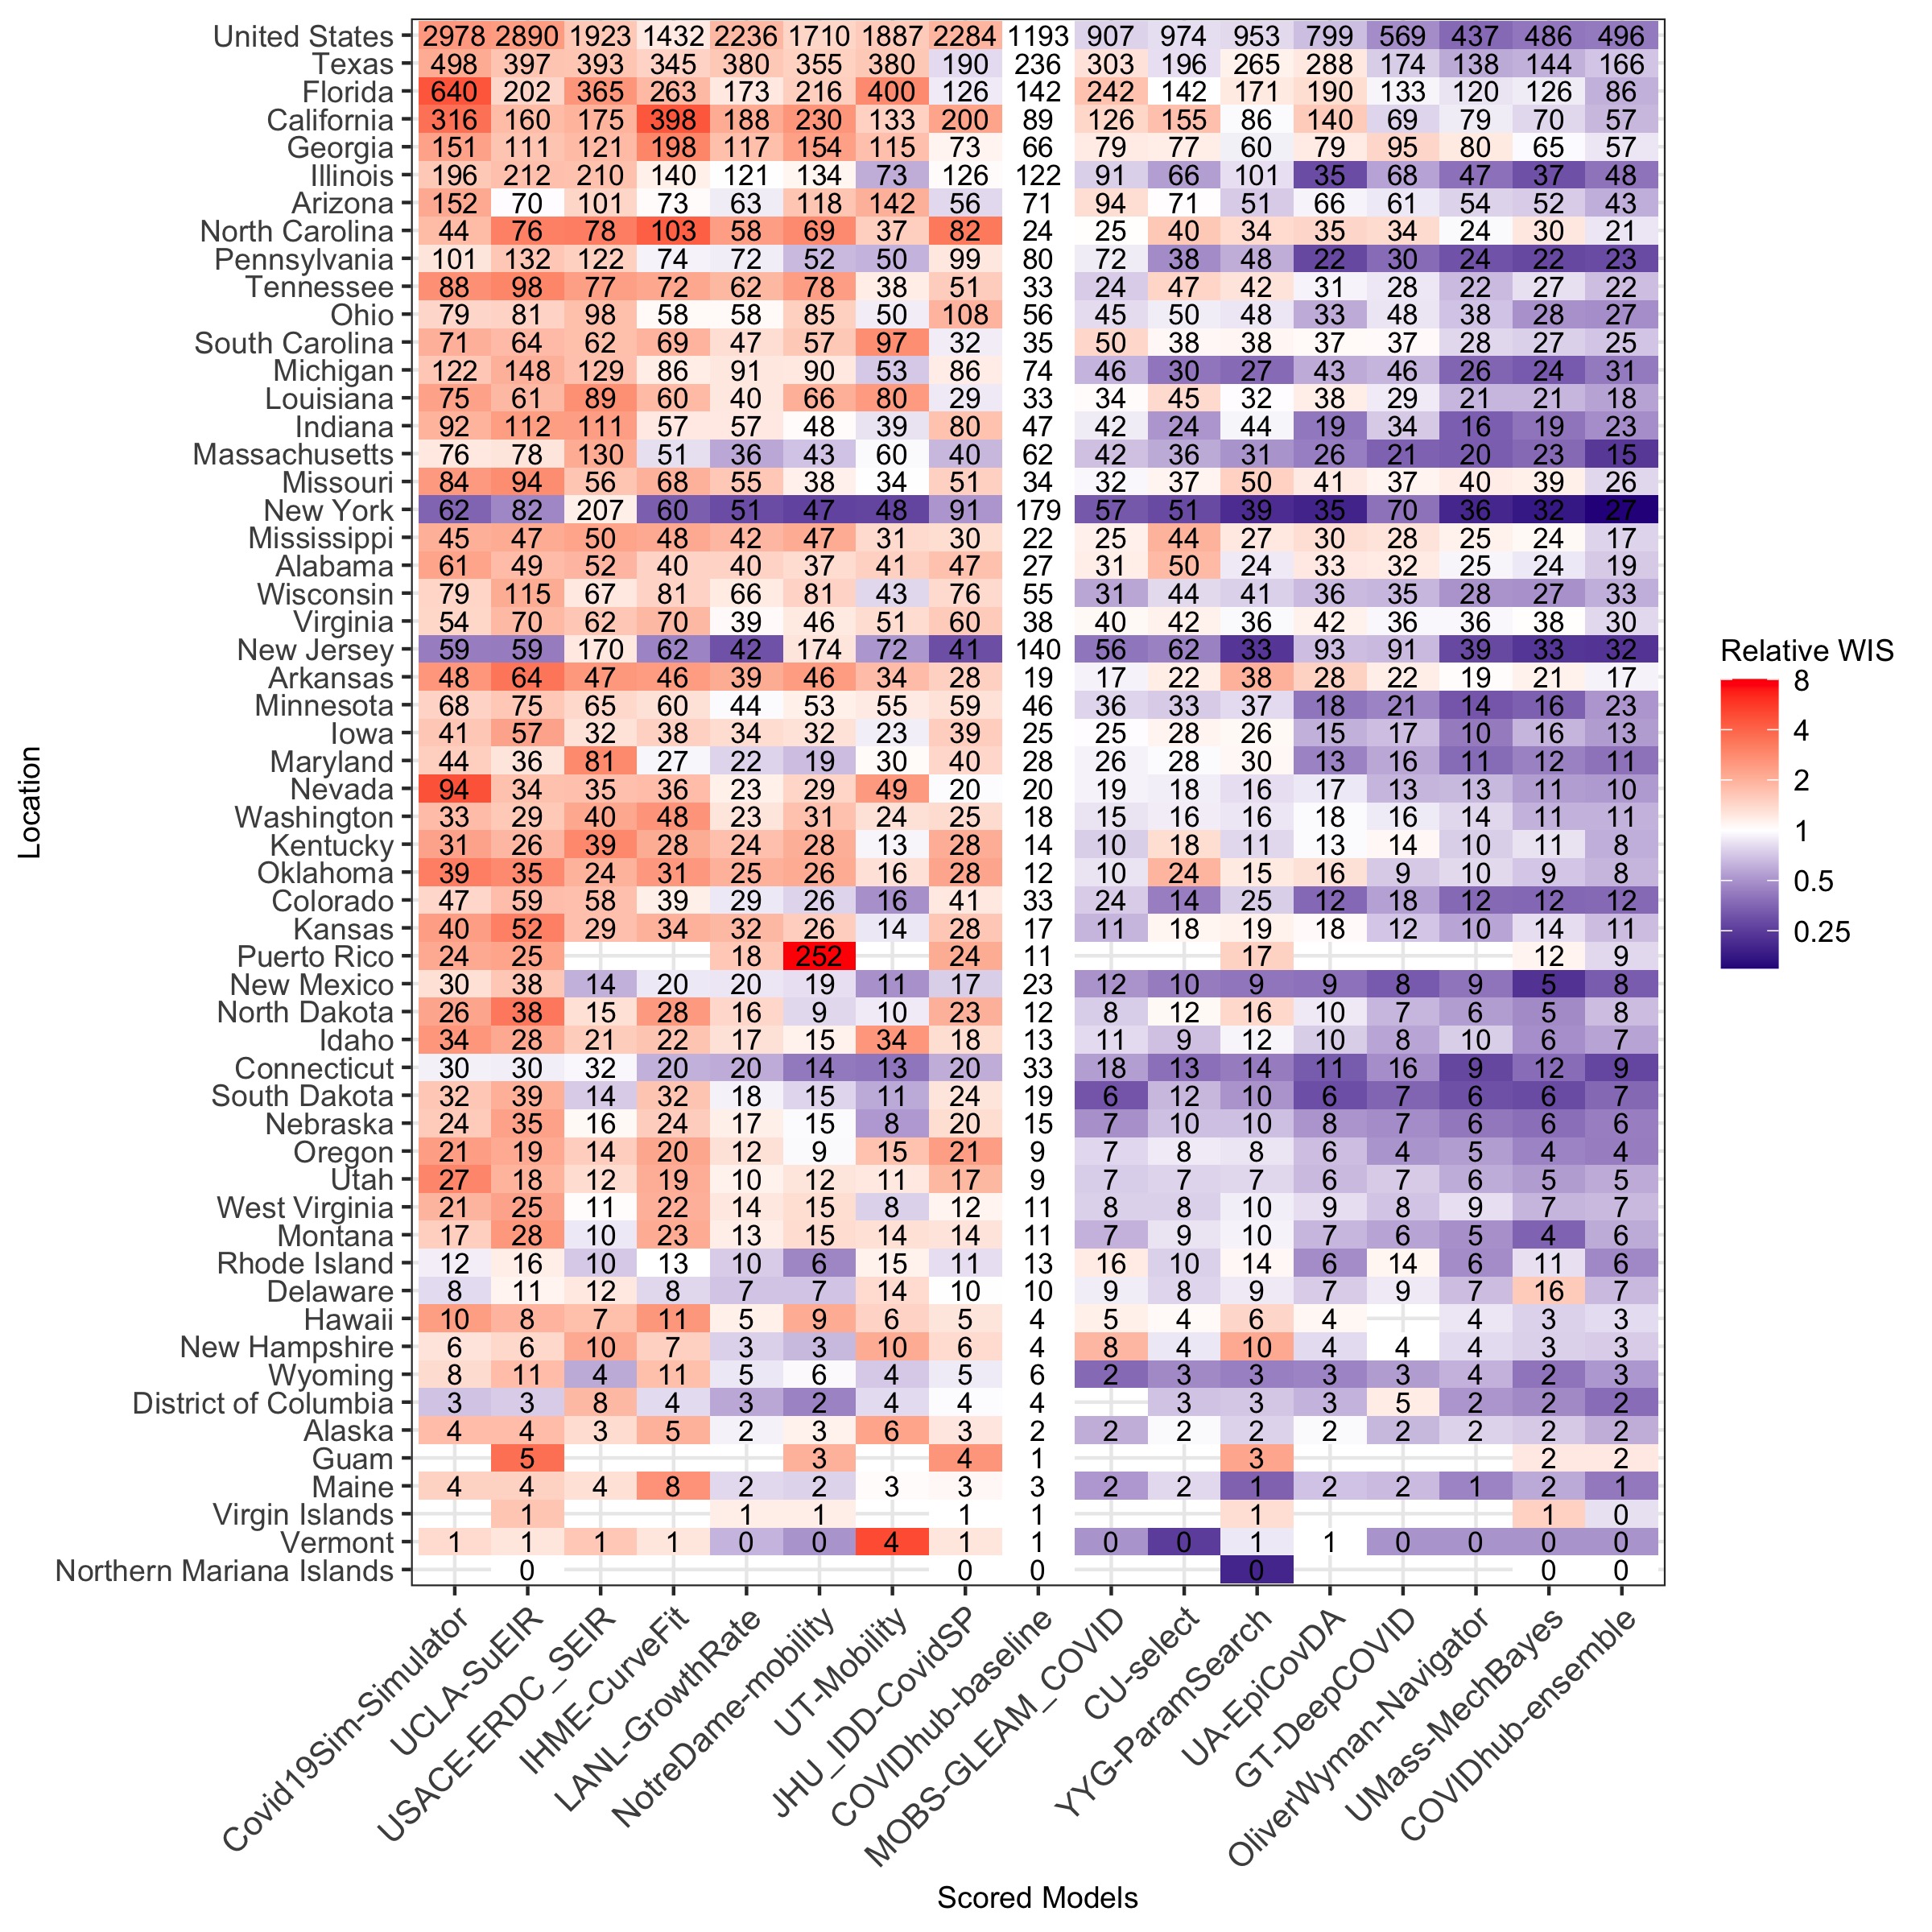 United States 2978 2890 1923 1432 2236 1710 1887 2284 1193 907 974 953 799 569 437 486 496
Texas 498 397 393 345 380 355 380 190 236 303 196 265 288 174 138 144 166
Florida 640 202 365 263 173 216 400 126 142 242 142 171 190 133 120 126 86
California 316 160 175 398 188 230 133 200 89 126 155 86 140 69 79 70 57
Georgia 151 111 121 198 117 154 115 73 66 79 77 60 79 95 80 65 57
Illinois 196 212 210 140 121 134 73 126 122 91 66 101 35 68 47 37 48
Arizona 152 70 101 73 63 118 142 56 71 94 71 51 66 61 54 52 43
North Carolina 44 76 78 103 58 69 37 82 24 25 40 34 35 34 24 30 21
Pennsylvania 101 132 122 74 72 52 50 99 80 72 38 48 22 30 24 22 23
Tennessee 88 98 77 72 62 78 38 51 33 24 47 42 31 28 22 27 22
Ohio 79 81 98 58 58 85 50 108 56 45 50 48 33 48 38 28 27
South Carolina 71 64 62 69 47 57 97 32 35 50 38 38 37 37 28 27 25
Michigan 122 148 129 86 91 90 53 86 74 46 30 27 43 46 26 24 31
Louisiana 75 61 89 60 40 66 80 29 33 34 45 32 38 29 21 21 18
Indiana 92 112 111 57 57 48 39 80 47 42 24 44 19 34 16 19 23
Massachusetts 76 78 130 51 36 43 60 40 62 42 36 31 26 21 20 23 15
Missouri 84 94 56 68 55 38 34 51 34 32 37 50 41 37 40 39 26
New York 62 82 207 60 51 47 48 91 179 57 51 39 35 70 36 32 27
Mississippi 45 47 50 48 42 47 31 30 22 25 44 27 30 28 25 24 17
Alabama 61 49 52 40 40 37 41 47 27 31 50 24 33 32 25 24 19
Wisconsin 79 115 67 81 66 81 43 76 55 31 44 41 36 35 28 27 33
Virginia 54 70 62 70 39 46 51 60 38 40 42 36 42 36 36 38 30
New Jersey 59 59 170 62 42 174 72 41 140 56 62 33 93 91 39 33 32
Arkansas 48 64 47 46 39 46 34 28 19 17 22 38 28 22 19 21 17
Minnesota 68 75 65 60 44 53 55 59 46 36 33 37 18 21 14 16 23
Iowa 41 57 32 38 34 32 23 39 25 25 28 26 15 17 10 16 13
Maryland 44 36 81 27 22 19 30 40 28 26 28 30 13 16 11 12 11
Nevada 94 34 35 36 23 29 49 20 20 19 18 16 17 13 13 11 10
Washington 33 29 40 48 23 31 24 25 18 15 16 16 18 16 14 11 11
Kentucky 31 26 39 28 24 28 13 28 14 10 18 11 13 14 10 11 8
Oklahoma 39 35 24 31 25 26 16 28 12 10 24 15 16 9 10 9 8
Colorado 47 59 58 39 29 26 16 41 33 24 14 25 12 18 12 12 12
Kansas 40 52 29 34 32 26 14 28 17 11 18 19 18 12 10 14 11
Puerto Rico 24 25 18 252 24 11 17 12 9
New Mexico 30 38 14 20 20 19 11 17 23 12 10 9 9 8 9 5 8
North Dakota 26 38 15 28 16 9 10 23 12 8 12 16 10 7 6 5 8
Idaho 34 28 21 22 17 15 34 18 13 11 9 12 10 8 10 6 7
Connecticut 30 30 32 20 20 14 13 20 33 18 13 14 11 16 9 12 9
South Dakota 32 39 14 32 18 15 11 24 19 6 12 10 6 7 6 6 7
Nebraska 24 35 16 24 17 15 8 20 15 7 10 10 8 7 6 6 6
Oregon 21 19 14 20 12 9 15 21 9 7 8 8 6 4 5 4 4
Utah 27 18 12 19 10 12 11 17 9 7 7 7 6 7 6 5 5
West Virginia 21 25 11 22 14 15 8 12 11 8 8 10 9 8 9 7 7
Montana 17 28 10 23 13 15 14 14 11 7 9 10 7 6 5 4 6
Rhode Island 12 16 10 13 10 6 15 11 13 16 10 14 6 14 6 11 6
Delaware 8 11 12 8 7 7 14 10 10 9 8 9 7 9 7 16 7
Hawaii 10 8 7 11 5 9 6 5 4 5 4 6 4 4 3 3
New Hampshire 6 6 10 7 3 3 10 6 4 8 4 10 4 4 4 3 3
Wyoming 8 11 4 11 5 6 4 5 6 2 3 3 3 3 4 2 3
District of Columbia 3 3 8 4 3 2 4 4 4 3 3 3 5 2 2 2
Alaska 4 4 3 5 2 3 6 3 2 2 2 2 2 2 2 2 2
Guam 5 3 4 1 3 2 2
Maine 4 4 4 8 2 2 3 3 3 2 2 1 2 2 1 2 1
Virgin Islands 1 1 1 1 1 1 1 0
Vermont 1 1 1 1 0 0 4 1 1 0 0 1 1 0 0 0 0
Northern Mariana Islands 0 0 0 0 0 0
Location
Covid19Sim-Simulator
UCLA-SuEIR
USACE-ERDC_SEIR
IHME-CurveFit
LANL-GrowthRate
NotreDame-mobility
UT-Mobility
JHU_IDD-CovidSP
COVIDhub-baseline
MOBS-GLEAM_COVID
CU-select
YYG-ParamSearch
UA-EpiCovDA
GT-DeepCOVID
OliverWyman-Navigator
UMass-MechBayes
COVIDhub-ensemble
Scored Models
Relative WIS
8
4
2
1
0.5
0.25